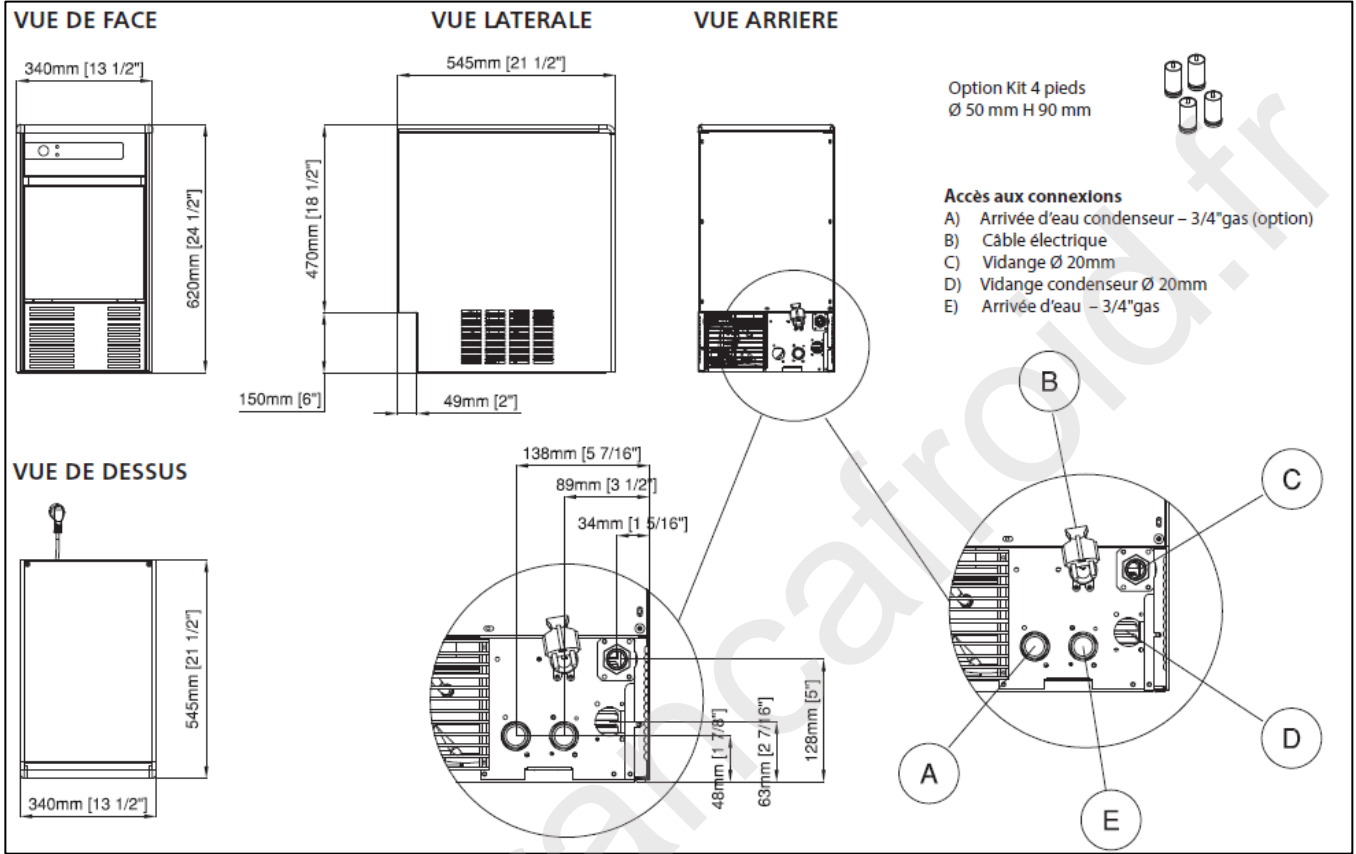 VUE DE FACE
VUE LATERALE
VUE ARRIERE
340mm [13 1/2"]
545mm [21 1/2"]
Option Kit 4 pieds
Ø 50 mm H 90 mm
620mm [24 1/2"]
470mm [18 1/2"]
150mm [6"]
49mm [2"]
Accès aux connexions
A) Arrivée d'eau condenseur – 3/4"gas (option)
B) Câble électrique
C) Vidange Ø 20mm
D) Vidange condenseur Ø 20mm
E) Arrivée d'eau – 3/4"gas
VUE DE DESSUS
545mm [21 1/2"]
340mm [13 1/2"]
138mm [5 7/16"]
89mm [3 1/2"]
34mm [1 5/16"]
48mm [1 7/8"]
63mm [2 7/16"]
128mm [5"]
B
C
D
A
E
ancafroid.fr